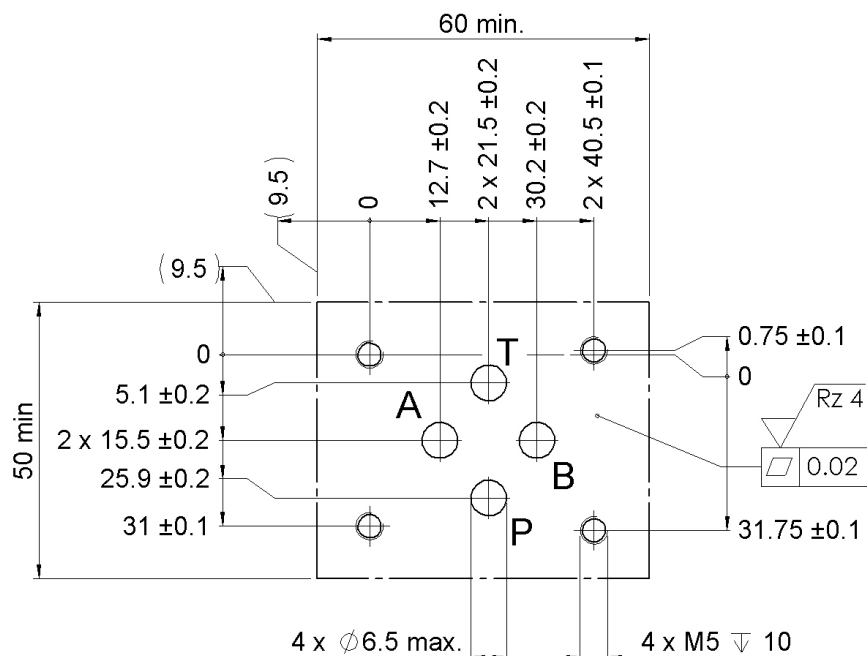 60 min.
(9.5)
0
12.7 ±0.2
2 x 21.5 ±0.2
30.2 ±0.2
2 x 40.5 ±0.1
(9.5)
0
5.1 ±0.2
2 x 15.5 ±0.2
25.9 ±0.2
31 ±0.1
50 min
T
A
B
P
0.75 ±0.1
0
Rz 4
0.02
31.75 ±0.1
4 x ∅6.5 max.
4 x M5 ↧ 10